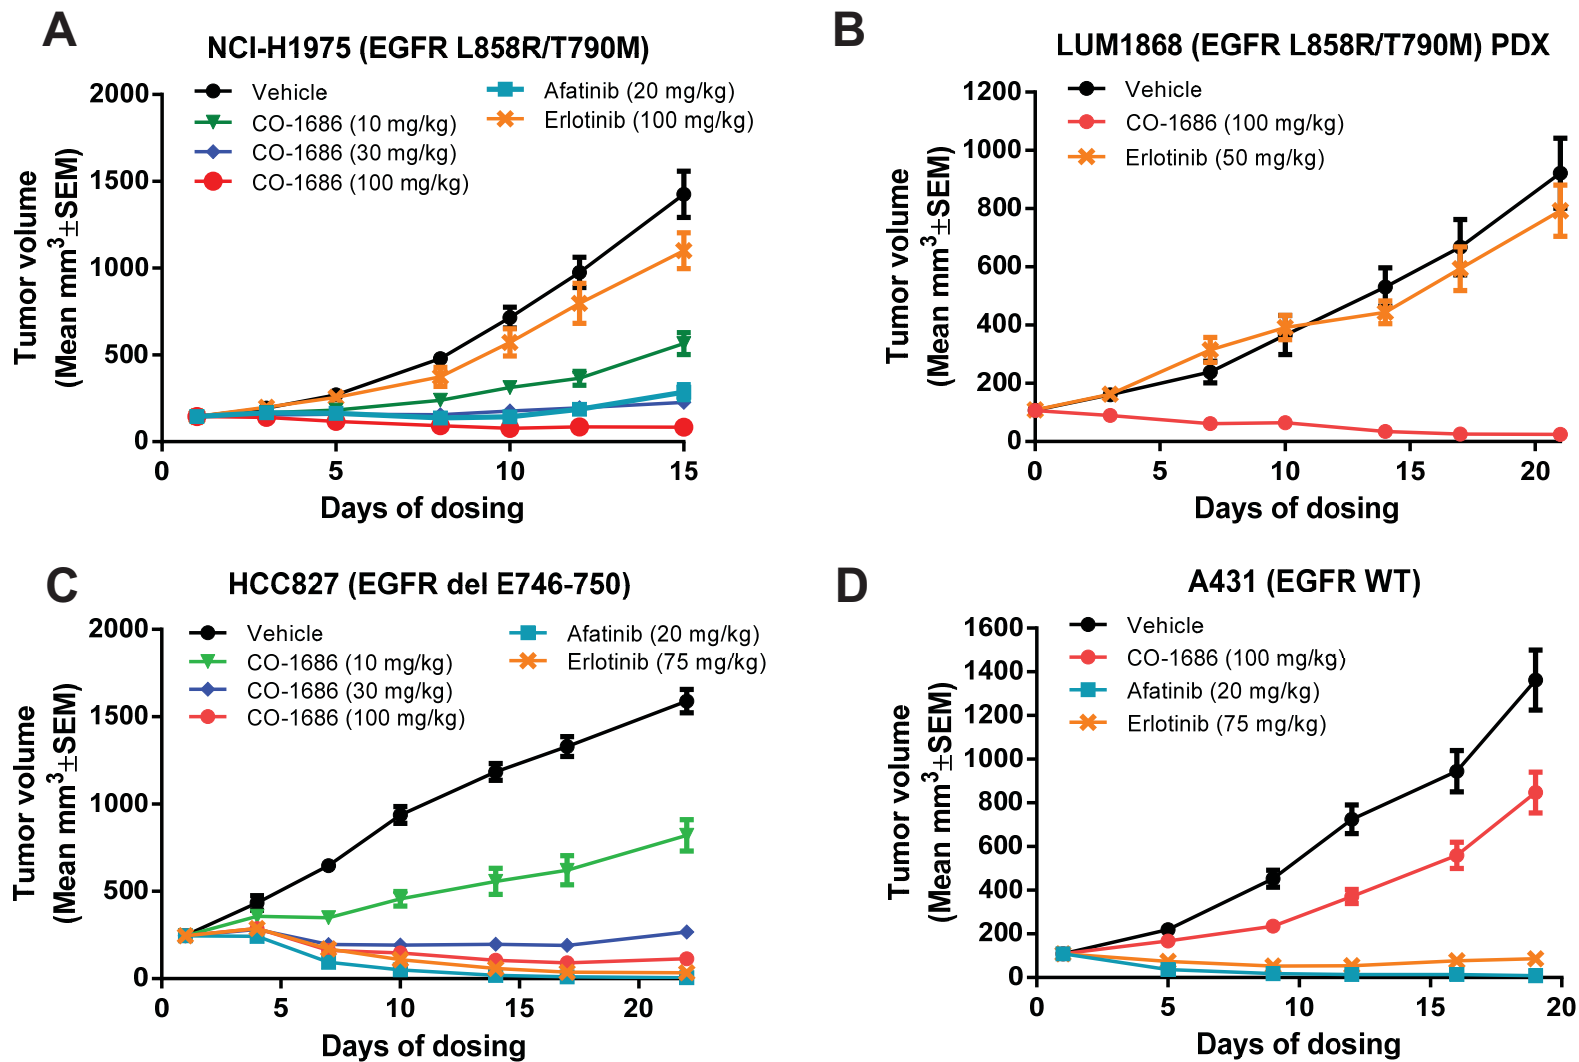 A
NCI-H1975 (EGFR L858R/T790M)
Vehicle
CO-1686 (10 mg/kg)
CO-1686 (30 mg/kg)
CO-1686 (100 mg/kg)
Afatinib (20 mg/kg)
Erlotinib (100 mg/kg)
Tumor volume
(Mean mm³±SEM)
2000
1500
1000
500
0
0 5 10 15
Days of dosing
B
LUM1868 (EGFR L858R/T790M) PDX
Vehicle
CO-1686 (100 mg/kg)
Erlotinib (50 mg/kg)
Tumor volume
(Mean mm³±SEM)
1200
1000
800
600
400
200
0
0 5 10 15 20
Days of dosing
C
HCC827 (EGFR del E746-750)
Vehicle
CO-1686 (10 mg/kg)
CO-1686 (30 mg/kg)
CO-1686 (100 mg/kg)
Afatinib (20 mg/kg)
Erlotinib (75 mg/kg)
Tumor volume
(Mean mm³±SEM)
2000
1500
1000
500
0
0 5 10 15 20
Days of dosing
D
A431 (EGFR WT)
Vehicle
CO-1686 (100 mg/kg)
Afatinib (20 mg/kg)
Erlotinib (75 mg/kg)
Tumor volume
(Mean mm³±SEM)
1600
1400
1200
1000
800
600
400
200
0
0 5 10 15 20
Days of dosing